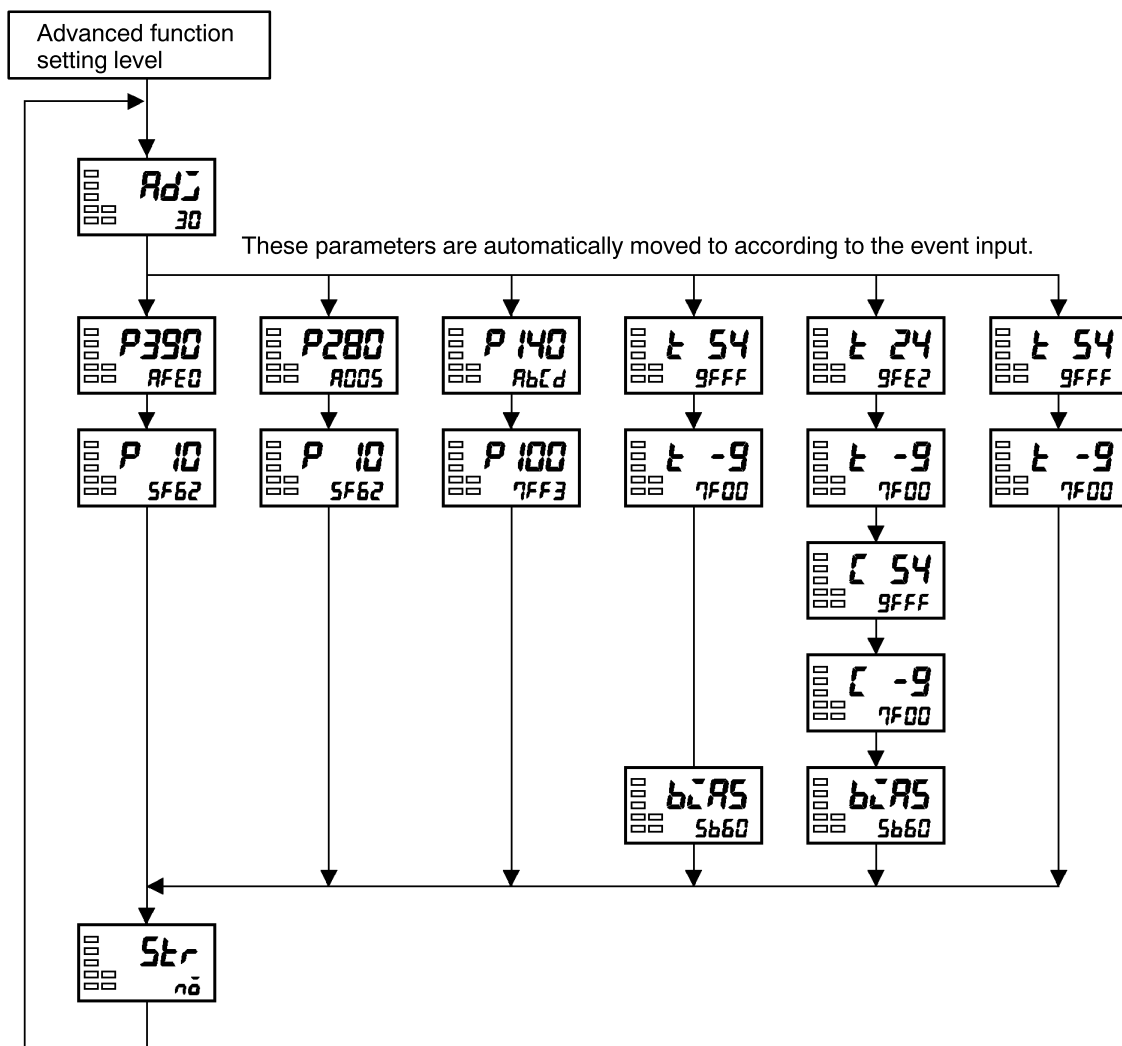 Advanced function
setting level
AdJ
30
These parameters are automatically moved to according to the event input.
P390
AFE0
P280
A005
P 140
AbCd
t 54
9FFF
t 24
9FE2
t 54
9FFF
P 10
5F62
P 10
5F62
P 100
7FF3
t -9
7F00
t -9
7F00
t -9
7F00
C 54
9FFF
C -9
7F00
biAS
5b60
biAS
5b60
Str
no